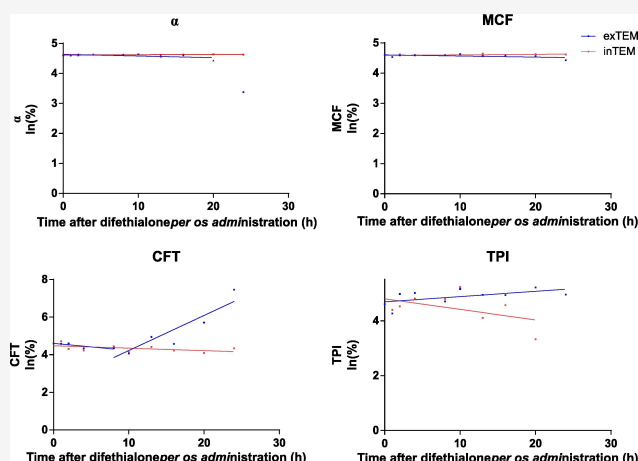 α
MCF
exTEM
inTEM
5
4
3
2
1
0
α
ln(%)
0
10
20
30
Time after difethialoneper os administration (h)
5
4
3
2
1
0
MCF
ln(%)
0
10
20
30
Time after difethialoneper os administration (h)
CFT
8
6
4
2
0
CFT
ln(%)
0
10
20
30
Time after difethialoneper os administration (h)
TPI
4
2
0
TPI
ln(%)
0
10
20
30
Time after difethialoneper os administration (h)